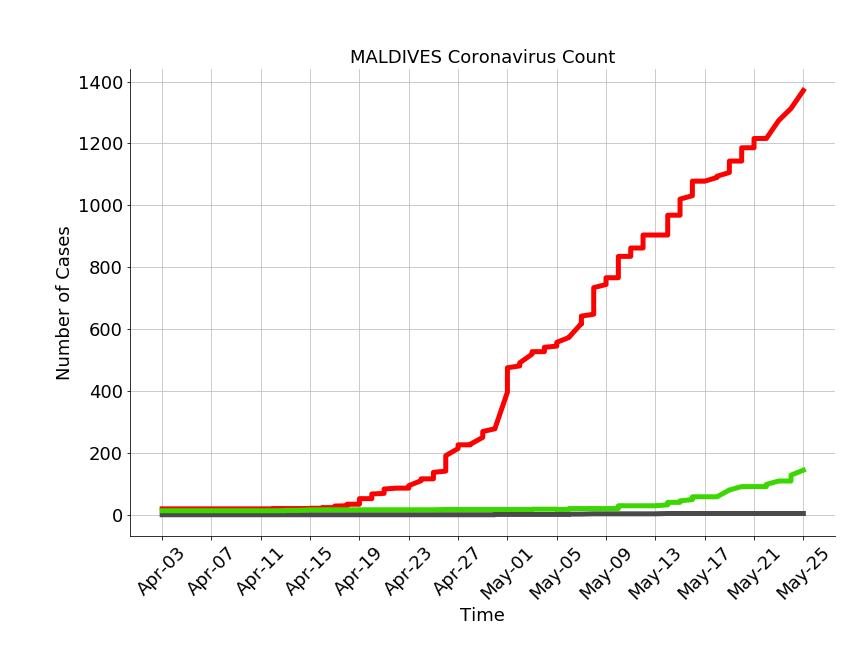 MALDIVES Coronavirus Count
1400
1200
1000
800
600
400
200
0
Number of Cases
Apr-03
Apr-07
Apr-11
Apr-15
Apr-19
Apr-23
Apr-27
May-01
May-05
May-09
May-13
May-17
May-21
May-25
Time